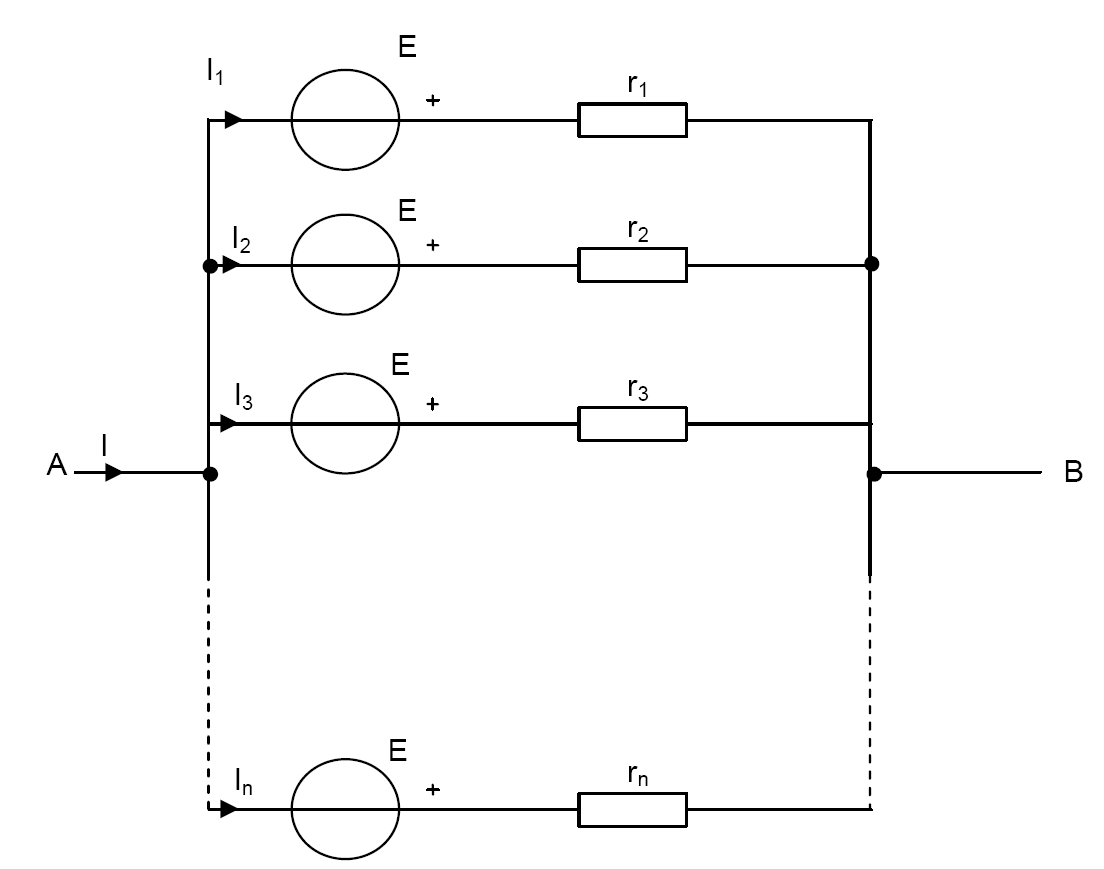 E
I₁
+
r₁
E
I₂
+
r₂
E
I₃
+
r₃
A
I
B
E
Iₙ
+
rₙ